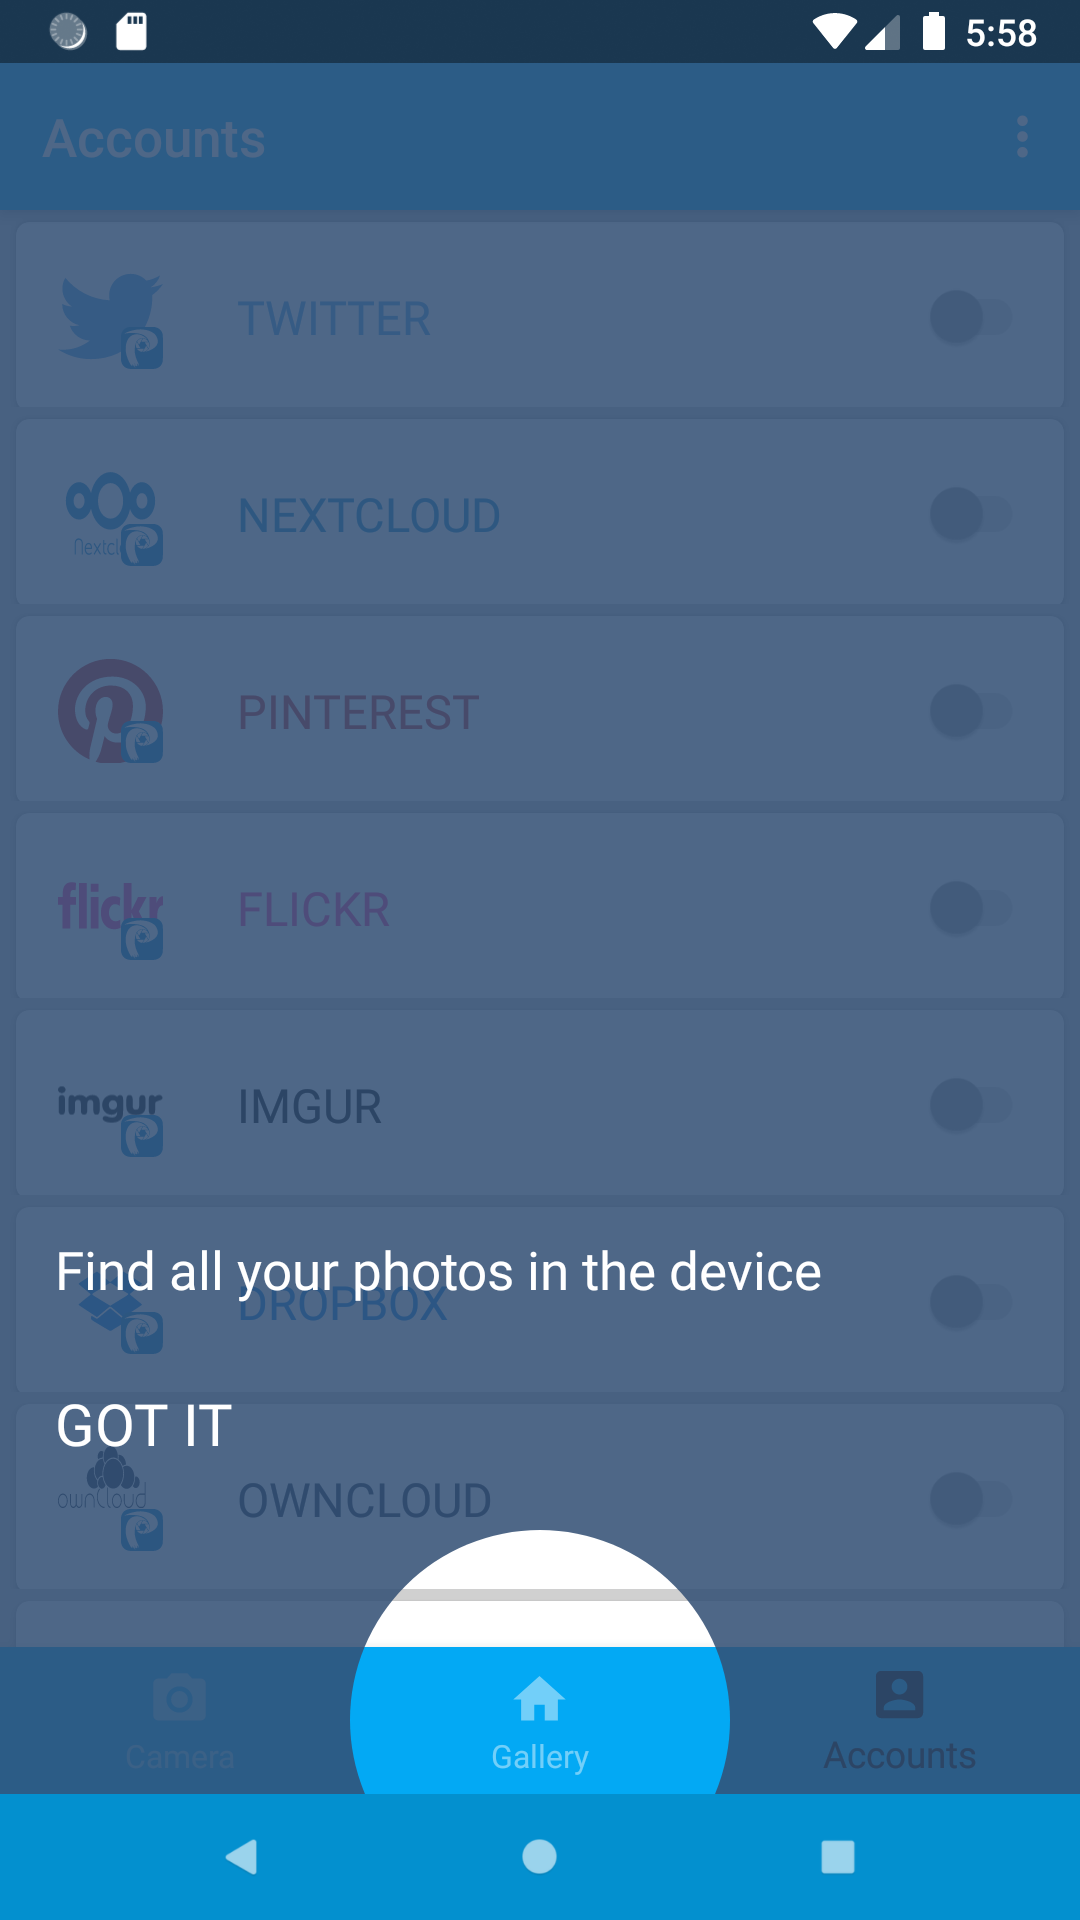 5:58
Accounts
TWITTER
NEXTCLOUD
PINTEREST
flickr
FLICKR
imgur
IMGUR
Find all your photos in the device
DROPBOX
GOT IT
ownCloud
OWNCLOUD
Camera
Gallery
Accounts